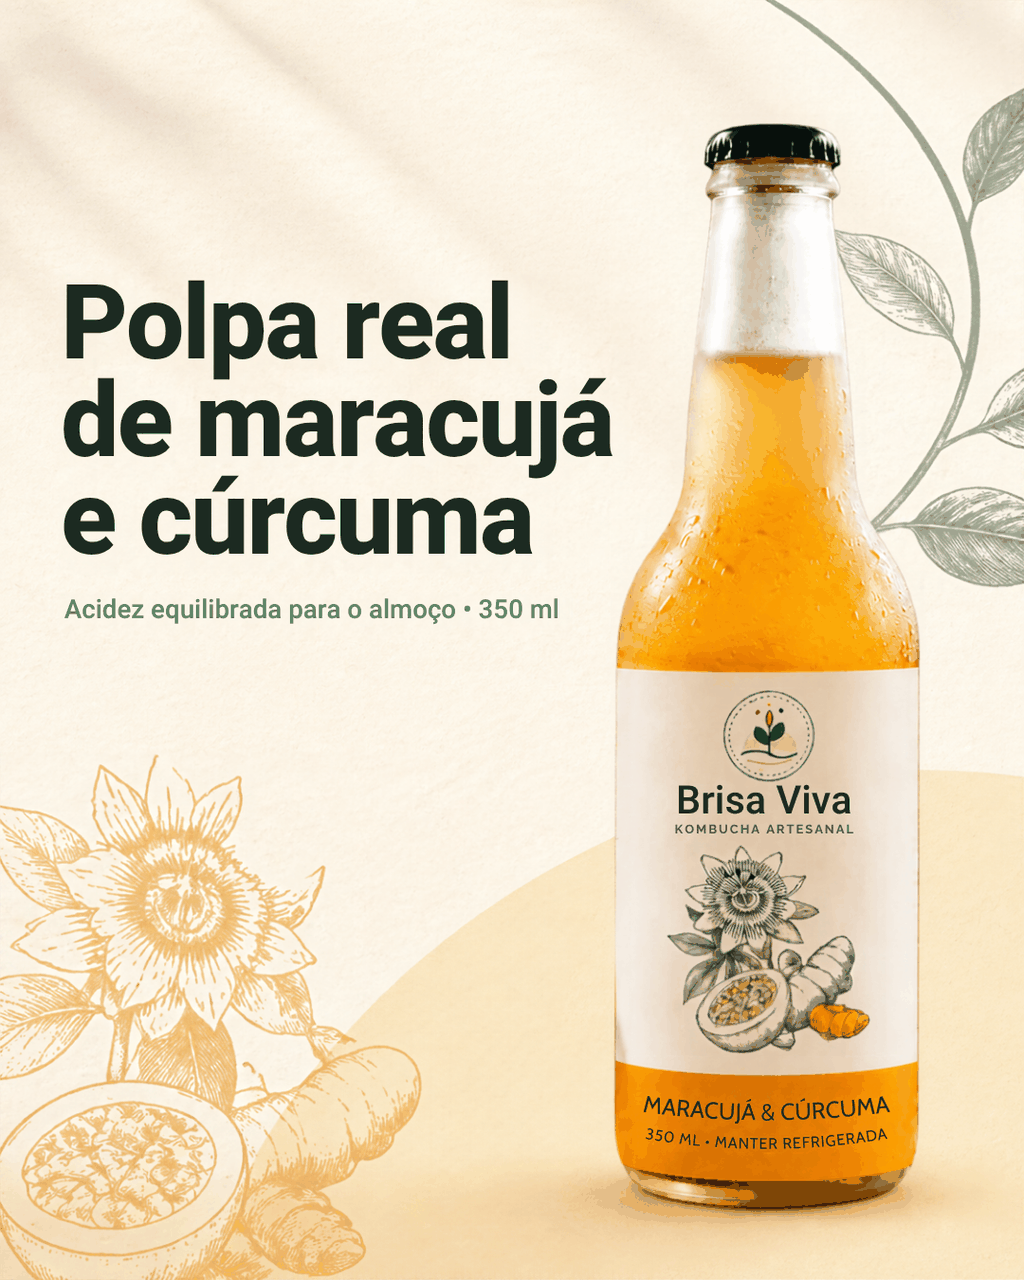 Polpa real
de maracujá
e cúrcuma
Acidez equilibrada para o almoço • 350 ml
Brisa Viva
KOMBUCHA ARTESANAL
MARACUJÁ & CÚRCUMA
350 ML • MANTER REFRIGERADA